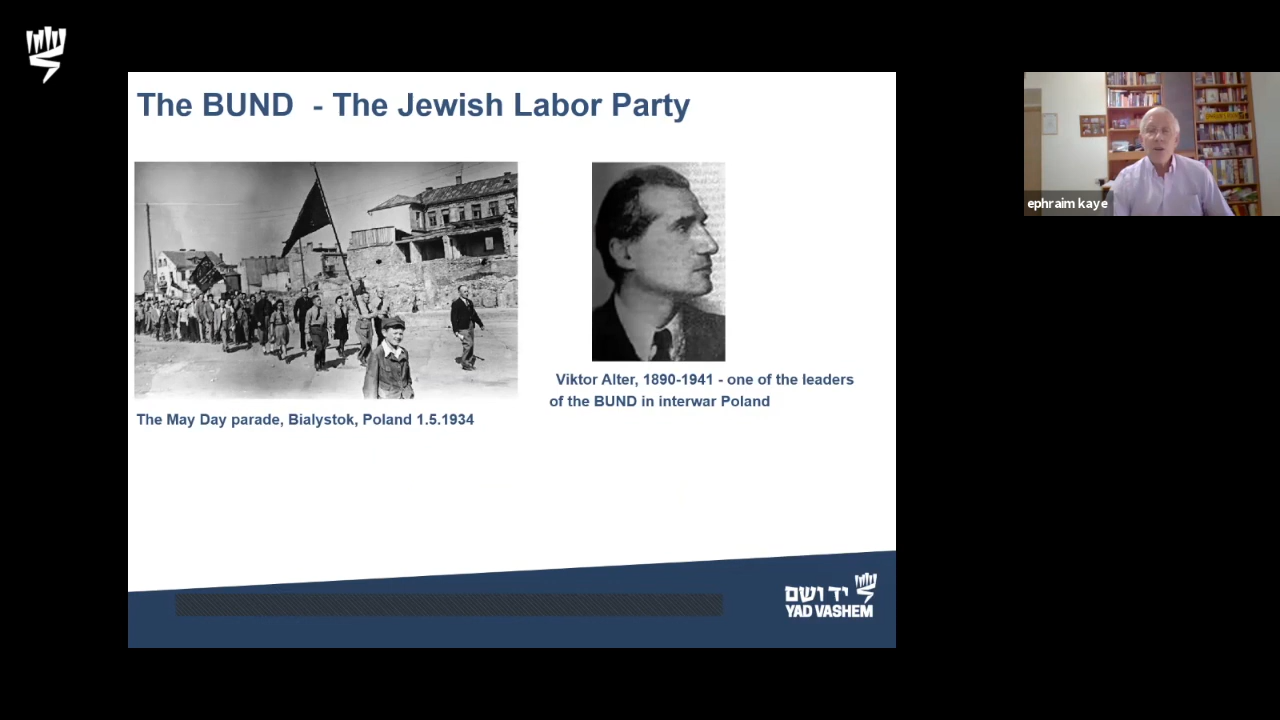 The BUND - The Jewish Labor Party
ephraim kaye
Viktor Alter, 1890-1941 - one of the leaders
of the BUND in interwar Poland
The May Day parade, Bialystok, Poland 1.5.1934
יד ושם
YAD VASHEM